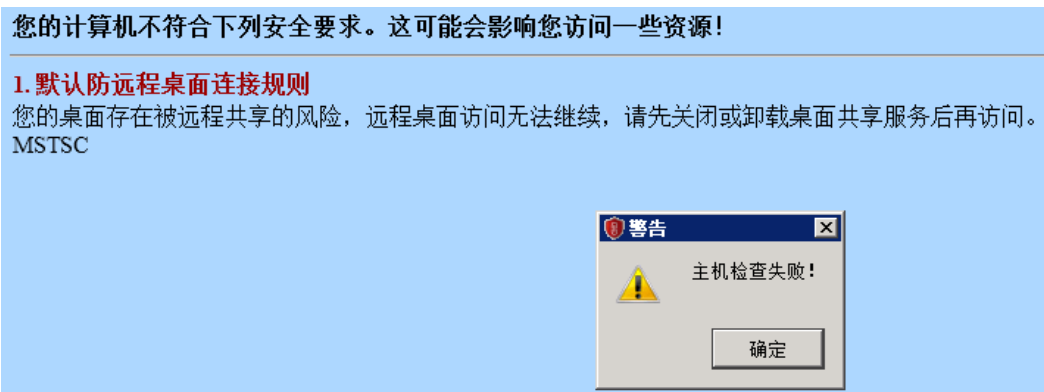 您的计算机不符合下列安全要求。这可能会影响您访问一些资源!
1.默认防远程桌面连接规则
您的桌面存在被远程共享的风险，远程桌面访问无法继续，请先关闭或卸载桌面共享服务后再访问。
MSTSC
警告
主机检查失败!
确定